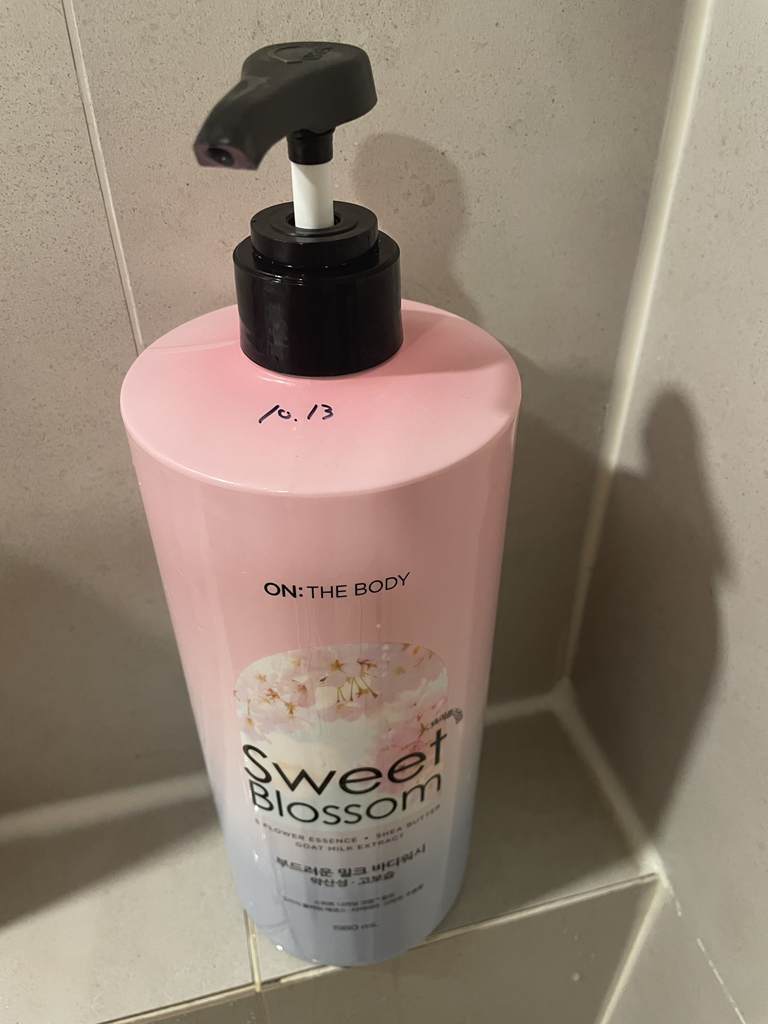 10.13
ON: THE BODY
Sweet
Blossom
5 FLOWER ESSENCE • SHEA BUTTER
GOAT MILK EXTRACT
부드러운 밀크 바디워시
약산성 · 고보습